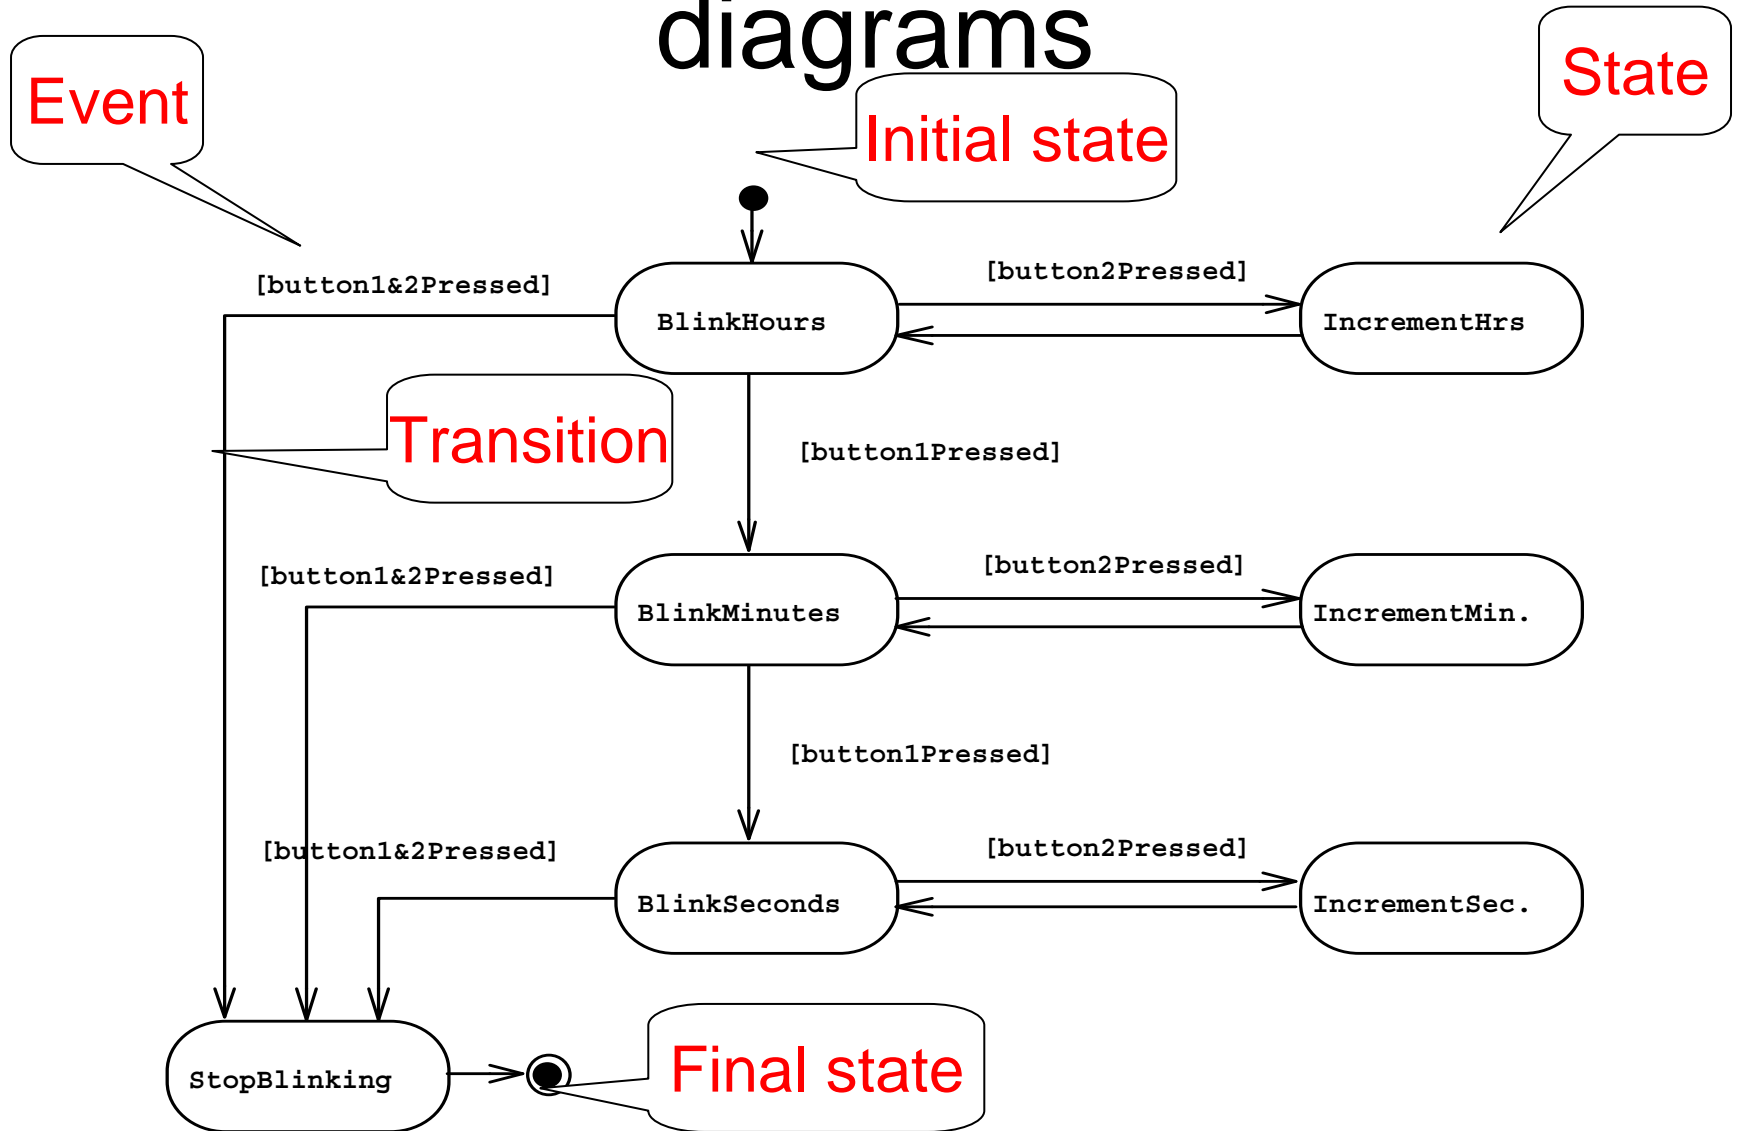 diagrams
Event
Initial state
State
[button1&2Pressed]
[button2Pressed]
BlinkHours
IncrementHrs
Transition
[button1Pressed]
[button1&2Pressed]
[button2Pressed]
BlinkMinutes
IncrementMin.
[button1Pressed]
[button1&2Pressed]
[button2Pressed]
BlinkSeconds
IncrementSec.
StopBlinking
Final state